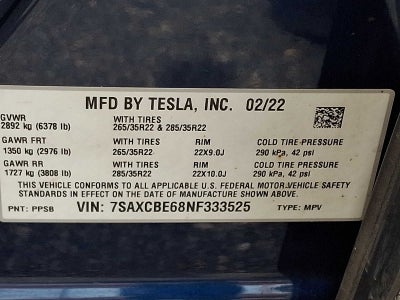 MFD BY TESLA, INC. 02/22
GVWR WITH TIRES
2892 kg (6378 lb) 265/35R22 & 285/35R22
GAWR FRT WITH TIRES RIM COLD TIRE-PRESSURE
1350 kg (2976 lb) 265/35R22 22X9.0J 290 kPa, 42 psi
GAWR RR WITH TIRES RIM COLD TIRE-PRESSURE
1727 kg (3808 lb) 285/35R22 22X10.0J 290 kPa, 42 psi
THIS VEHICLE CONFORMS TO ALL APPLICABLE U.S. FEDERAL MOTOR-VEHICLE SAFETY
STANDARDS IN EFFECT ON THE DATE OF MANUFACTURE SHOWN ABOVE.
PNT: PPSB VIN: 7SAXCBE68NF333525 TYPE: MPV